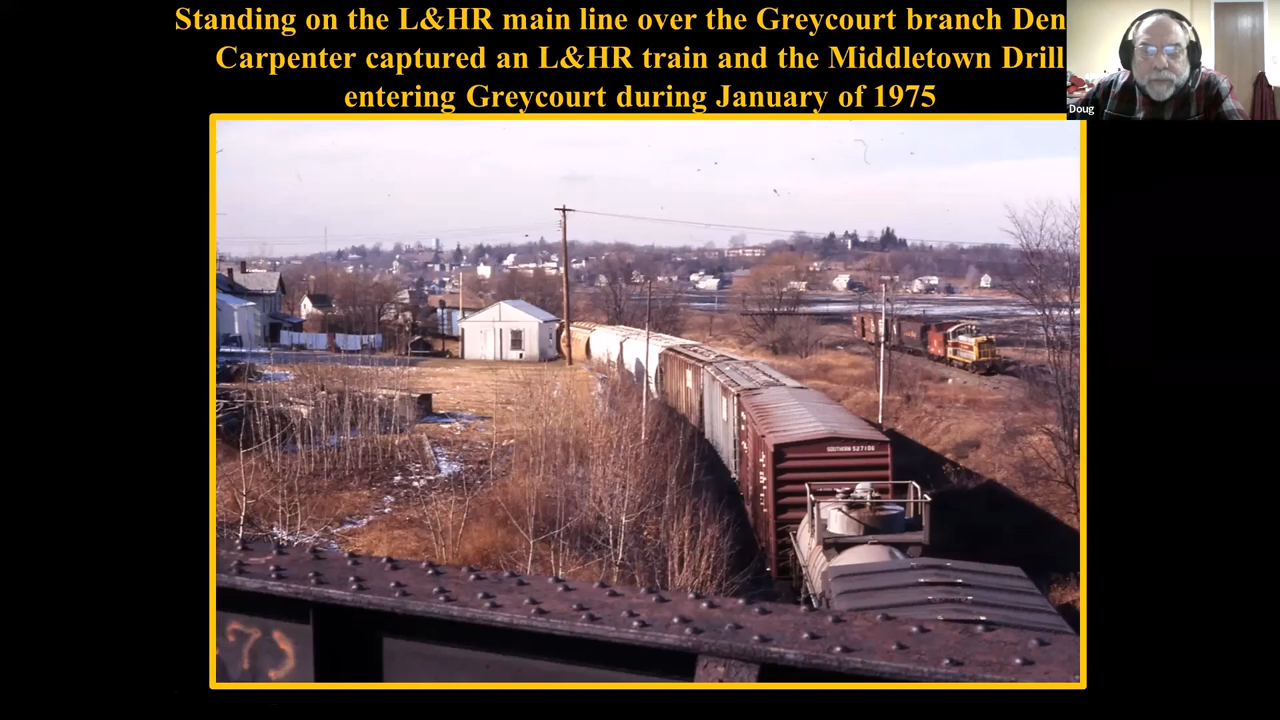 Standing on the L&HR main line over the Greycourt branch Den
Carpenter captured an L&HR train and the Middletown Drill
entering Greycourt during January of 1975
Doug
SOUTHERN 527106